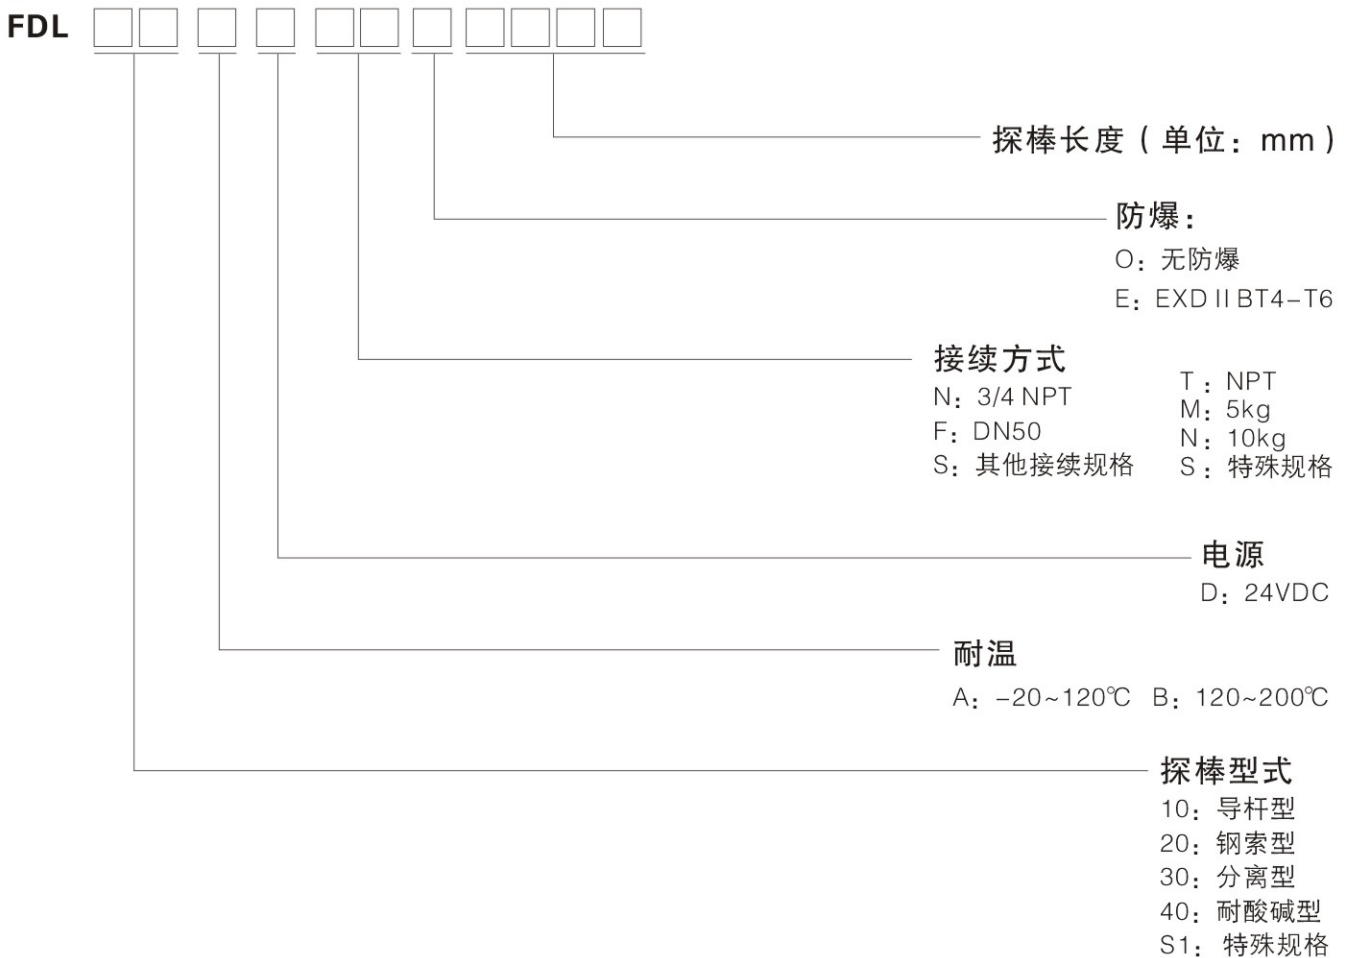 FDL □□ □ □ □□ □ □□□□
探棒长度（单位：mm）
防爆：
O：无防爆
E：EXD II BT4-T6
接续方式
N：3/4 NPT
F：DN50
S：其他接续规格
T：NPT
M：5kg
N：10kg
S：特殊规格
电源
D：24VDC
耐温
A：-20~120℃ B：120~200℃
探棒型式
10：导杆型
20：钢索型
30：分离型
40：耐酸碱型
S1：特殊规格